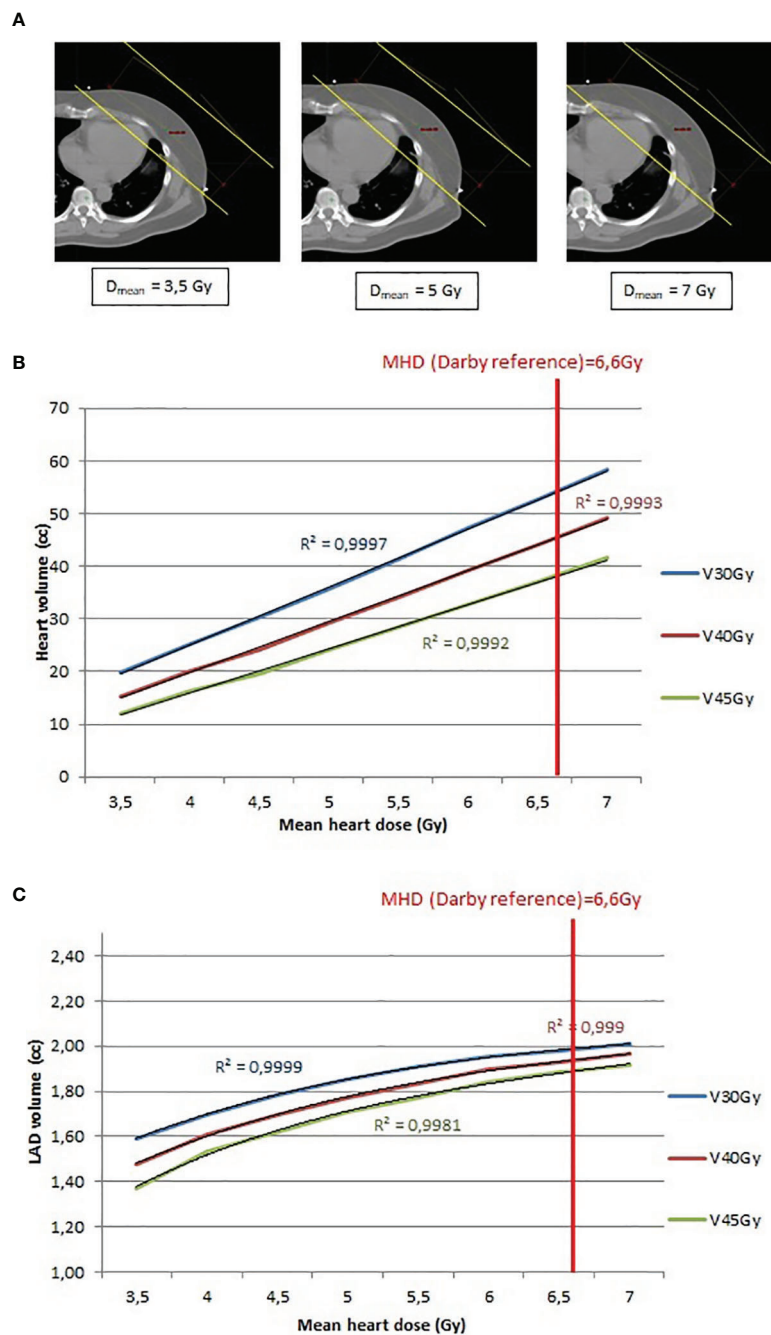 A
Dmean = 3,5 Gy
Dmean = 5 Gy
Dmean = 7 Gy
B
MHD (Darby reference)=6,6Gy
70
60
50
40
30
20
10
0
Heart volume (cc)
R² = 0,9997
R² = 0,9993
R² = 0,9992
V30Gy
V40Gy
V45Gy
3,5 4 4,5 5 5,5 6 6,5 7
Mean heart dose (Gy)
C
MHD (Darby reference)=6,6Gy
2,40
2,20
2,00
1,80
1,60
1,40
1,20
1,00
LAD volume (cc)
R² = 0,9999
R² = 0,999
R² = 0,9981
V30Gy
V40Gy
V45Gy
3,5 4 4,5 5 5,5 6 6,5 7
Mean heart dose (Gy)